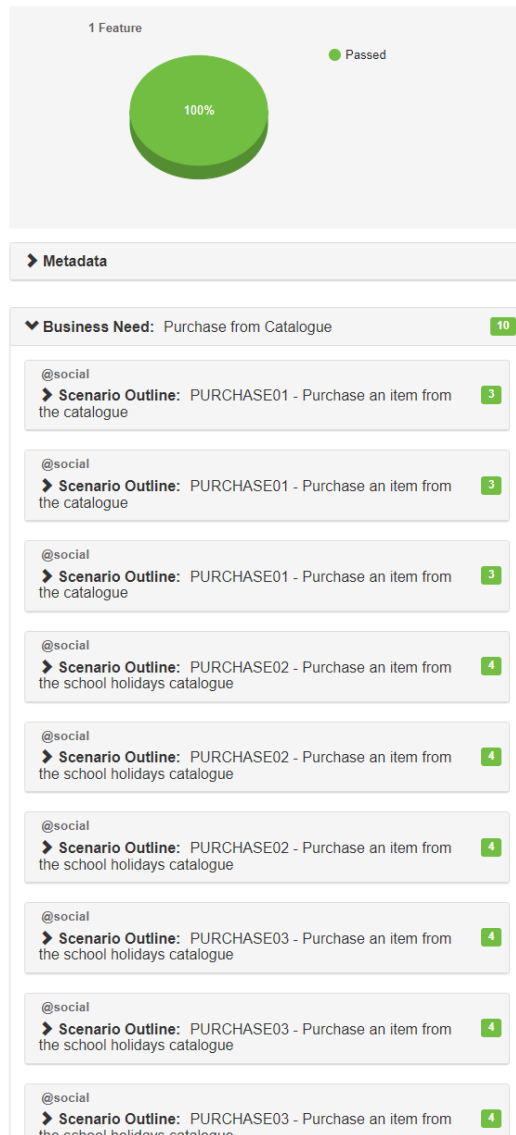 1 Feature
Passed
100%
Metadata
Business Need: Purchase from Catalogue 10
@social
Scenario Outline: PURCHASE01 - Purchase an item from 3
the catalogue
@social
Scenario Outline: PURCHASE01 - Purchase an item from 3
the catalogue
@social
Scenario Outline: PURCHASE01 - Purchase an item from 3
the catalogue
@social
Scenario Outline: PURCHASE02 - Purchase an item from 4
the school holidays catalogue
@social
Scenario Outline: PURCHASE02 - Purchase an item from 4
the school holidays catalogue
@social
Scenario Outline: PURCHASE02 - Purchase an item from 4
the school holidays catalogue
@social
Scenario Outline: PURCHASE03 - Purchase an item from 4
the school holidays catalogue
@social
Scenario Outline: PURCHASE03 - Purchase an item from 4
the school holidays catalogue
@social
Scenario Outline: PURCHASE03 - Purchase an item from 4
the school holidays catalogue